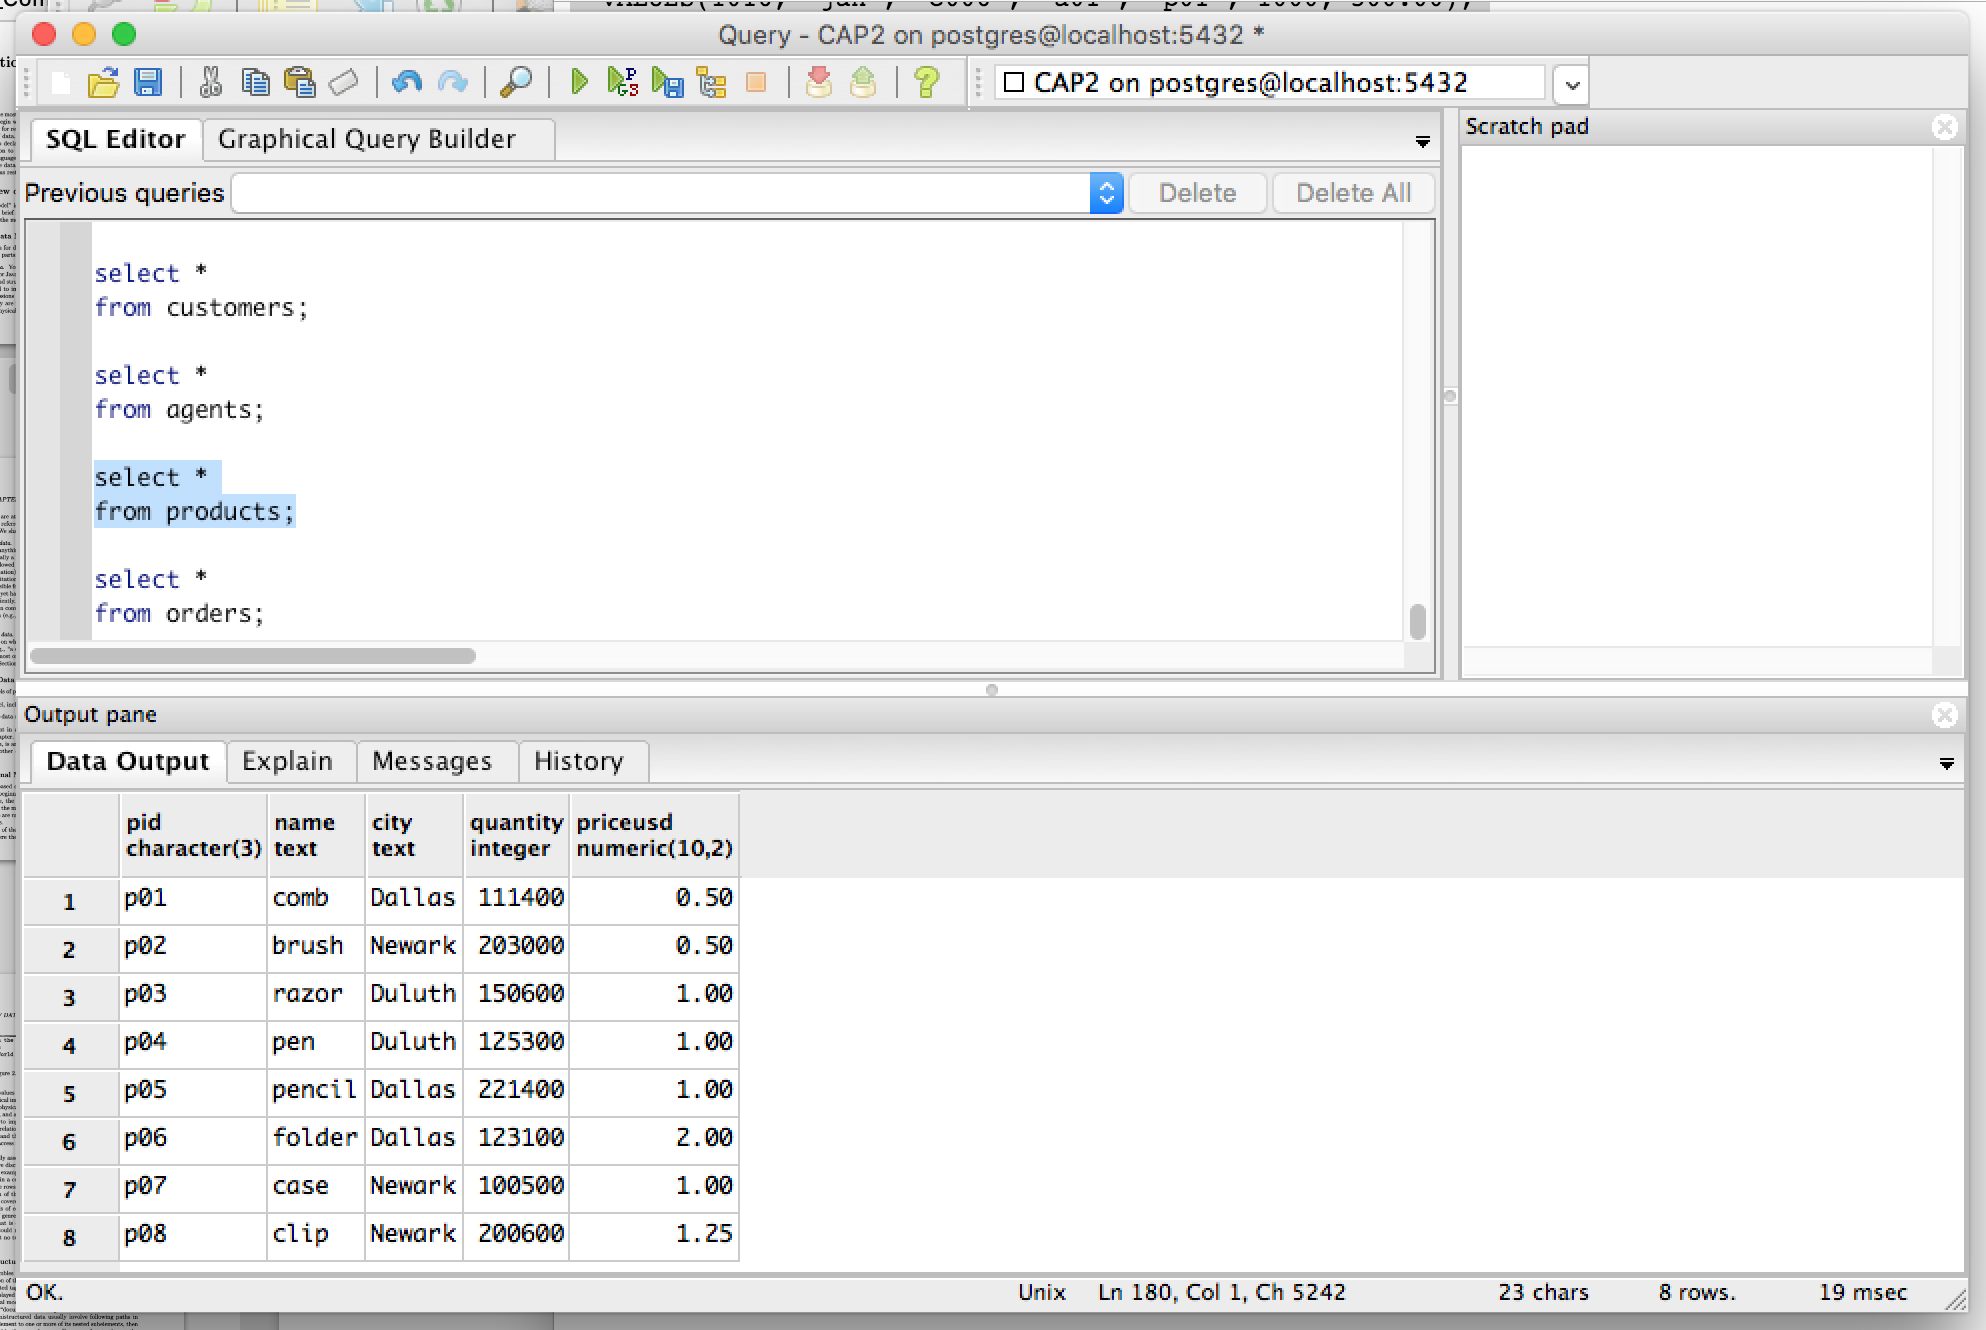 Query - CAP2 on postgres@localhost:5432 *
CAP2 on postgres@localhost:5432
SQL Editor
Graphical Query Builder
Scratch pad
Previous queries
Delete
Delete All
select *
from customers;
select *
from agents;
select *
from products;
select *
from orders;
Output pane
Data Output
Explain
Messages
History
pid name city quantity priceusd
character(3) text text integer numeric(10,2)
1 p01 comb Dallas 111400 0.50
2 p02 brush Newark 203000 0.50
3 p03 razor Duluth 150600 1.00
4 p04 pen Duluth 125300 1.00
5 p05 pencil Dallas 221400 1.00
6 p06 folder Dallas 123100 2.00
7 p07 case Newark 100500 1.00
8 p08 clip Newark 200600 1.25
OK. Unix Ln 180, Col 1, Ch 5242 23 chars 8 rows. 19 msec